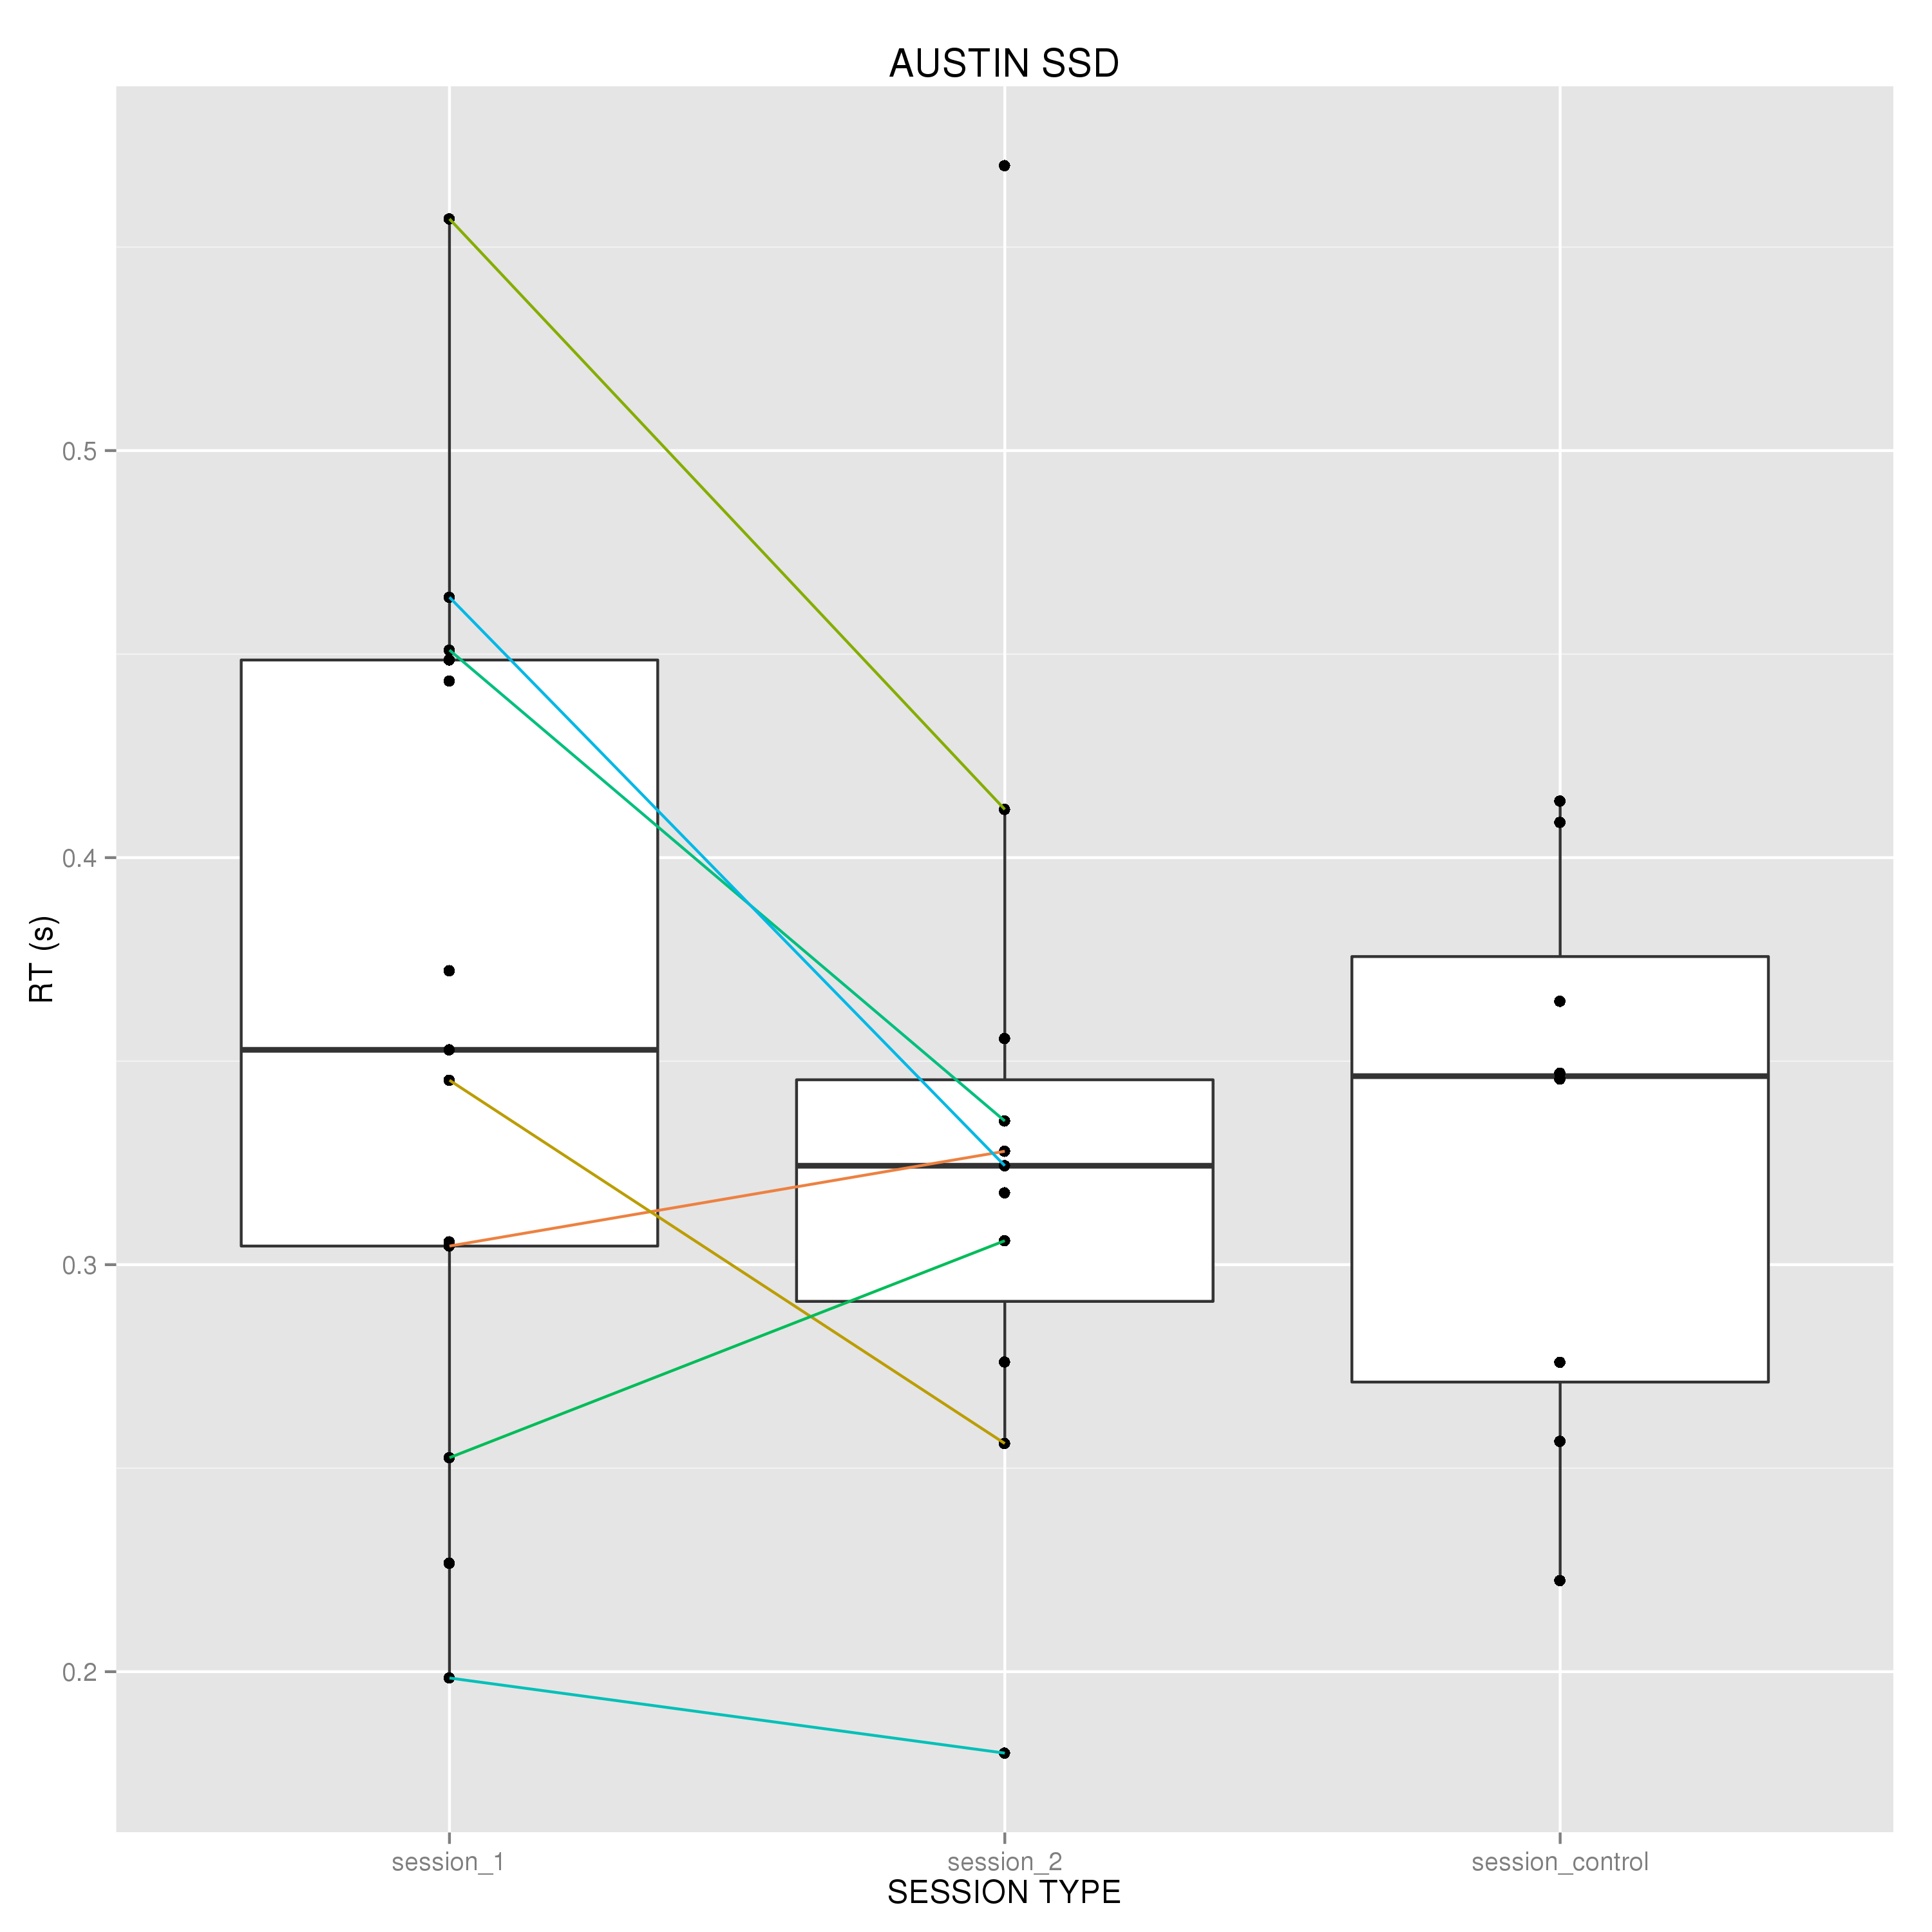 AUSTIN SSD
0.5
0.4
RT (s)
0.3
0.2
session_1 session_2 session_control
SESSION TYPE